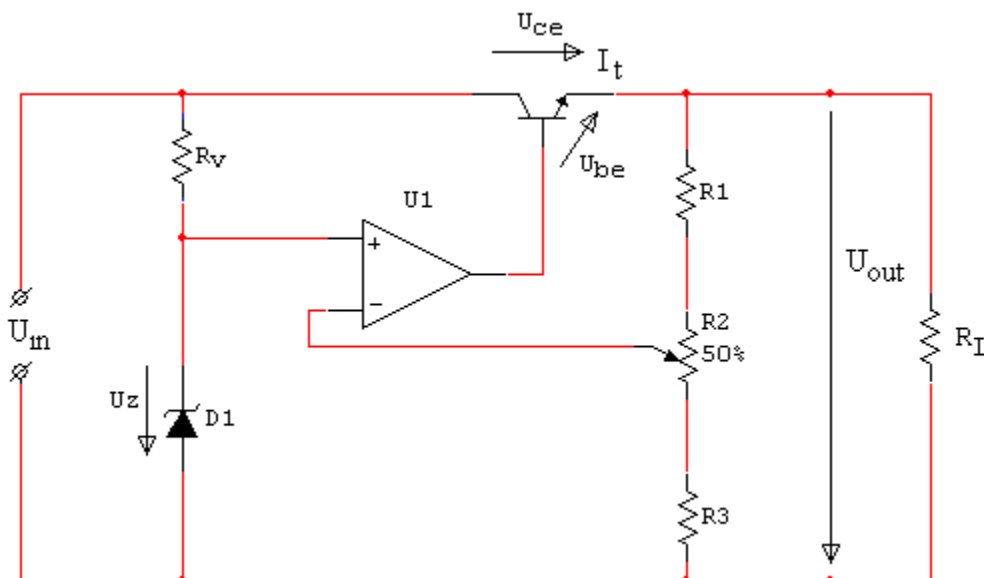 Uce
It
Ube
Rv
U1
+
−
R1
Uin
Uout
R2
50%
RL
Uz
D1
R3